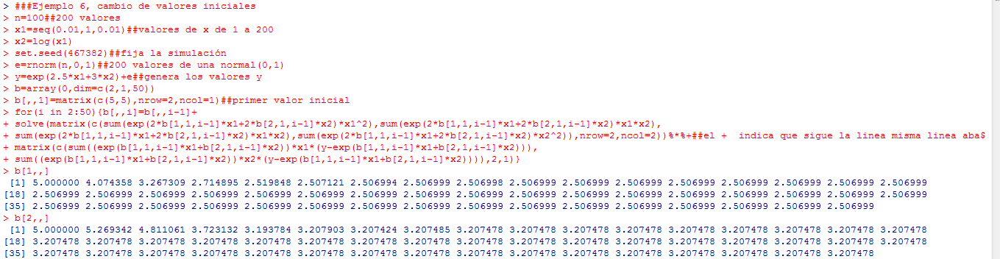 > ###Ejemplo 6, cambio de valores iniciales
> n=100##200 valores
> x1=seq(0.01,1,0.01)##valores de x de 1 a 200
> x2=log(x1)
> set.seed(467382)##fija la simulación
> e=rnorm(n,0,1)##200 valores de una normal(0,1)
> y=exp(2.5*x1+3*x2)+e##genera los valores y
> b=array(0,dim=c(2,1,50))
> b[,,1]=matrix(c(5,5),nrow=2,ncol=1)##primer valor inicial
> for(i in 2:50){b[,,i]=b[,,i-1]+
+ solve(matrix(c(sum(exp(2*b[1,1,i-1]*x1+2*b[2,1,i-1]*x2)*x1^2),sum(exp(2*b[1,1,i-1]*x1+2*b[2,1,i-1]*x2)*x1*x2),
+ sum(exp(2*b[1,1,i-1]*x1+2*b[2,1,i-1]*x2)*x1*x2),sum(exp(2*b[1,1,i-1]*x1+2*b[2,1,i-1]*x2)*x2^2)),nrow=2,ncol=2))%*%+##el +  indica que sigue la linea misma linea aba$
+ matrix(c(sum((exp(b[1,1,i-1]*x1+b[2,1,i-1]*x2))*x1*(y-exp(b[1,1,i-1]*x1+b[2,1,i-1]*x2))),
+ sum((exp(b[1,1,i-1]*x1+b[2,1,i-1]*x2))*x2*(y-exp(b[1,1,i-1]*x1+b[2,1,i-1]*x2)))),2,1)}
> b[1,,]
[1] 5.000000 4.074358 3.267309 2.714895 2.519848 2.507121 2.506994 2.506999 2.506998 2.506999 2.506999 2.506999 2.506999 2.506999 2.506999 2.506999 2.506999
[18] 2.506999 2.506999 2.506999 2.506999 2.506999 2.506999 2.506999 2.506999 2.506999 2.506999 2.506999 2.506999 2.506999 2.506999 2.506999 2.506999 2.506999
[35] 2.506999 2.506999 2.506999 2.506999 2.506999 2.506999 2.506999 2.506999 2.506999 2.506999 2.506999 2.506999 2.506999 2.506999 2.506999 2.506999
> b[2,,]
[1] 5.000000 5.269342 4.811061 3.723132 3.193784 3.207903 3.207424 3.207485 3.207478 3.207478 3.207478 3.207478 3.207478 3.207478 3.207478 3.207478 3.207478
[18] 3.207478 3.207478 3.207478 3.207478 3.207478 3.207478 3.207478 3.207478 3.207478 3.207478 3.207478 3.207478 3.207478 3.207478 3.207478 3.207478 3.207478
[35] 3.207478 3.207478 3.207478 3.207478 3.207478 3.207478 3.207478 3.207478 3.207478 3.207478 3.207478 3.207478 3.207478 3.207478 3.207478 3.207478